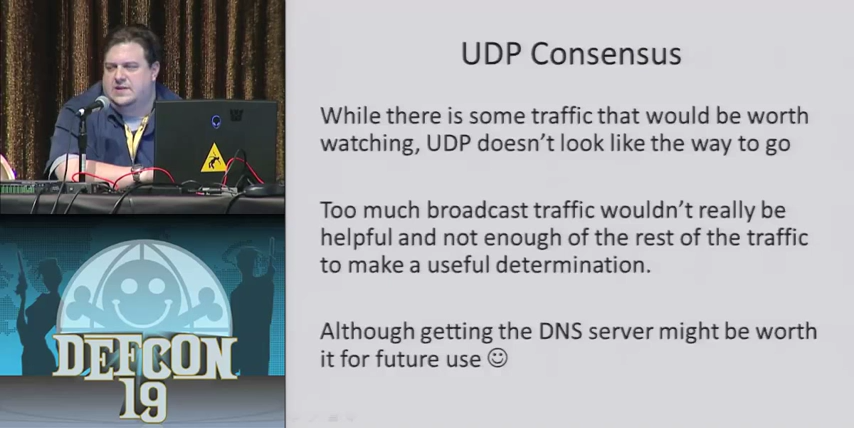 UDP Consensus
While there is some traffic that would be worth
watching, UDP doesn't look like the way to go
Too much broadcast traffic wouldn't really be
helpful and not enough of the rest of the traffic
to make a useful determination.
Although getting the DNS server might be worth
it for future use ☺
DEFCON
19